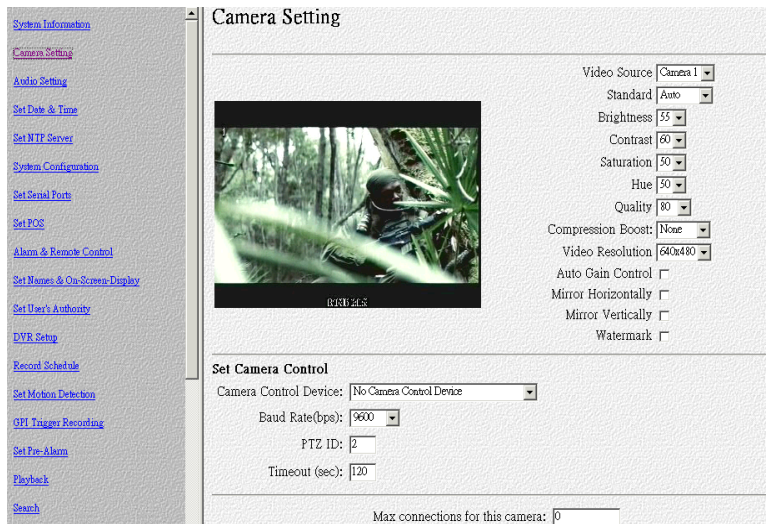 System Information
Camera Setting
Audio Setting
Set Date & Time
Set NTP Server
System Configuration
Set Serial Ports
Set POS
Alarm & Remote Control
Set Names & On-Screen-Display
Set User's Authority
DVR Setup
Record Schedule
Set Motion Detection
GPI Trigger Recording
Set Pre-Alarm
Playback
Search
Camera Setting
Video Source Camera 1
Standard Auto
Brightness 55
Contrast 60
Saturation 50
Hue 50
Quality 80
Compression Boost: None
Video Resolution 640x480
Auto Gain Control
Mirror Horizontally
Mirror Vertically
Watermark
Set Camera Control
Camera Control Device: No Camera Control Device
Baud Rate(bps): 9600
PTZ ID: 2
Timeout (sec): 120
Max connections for this camera: 0